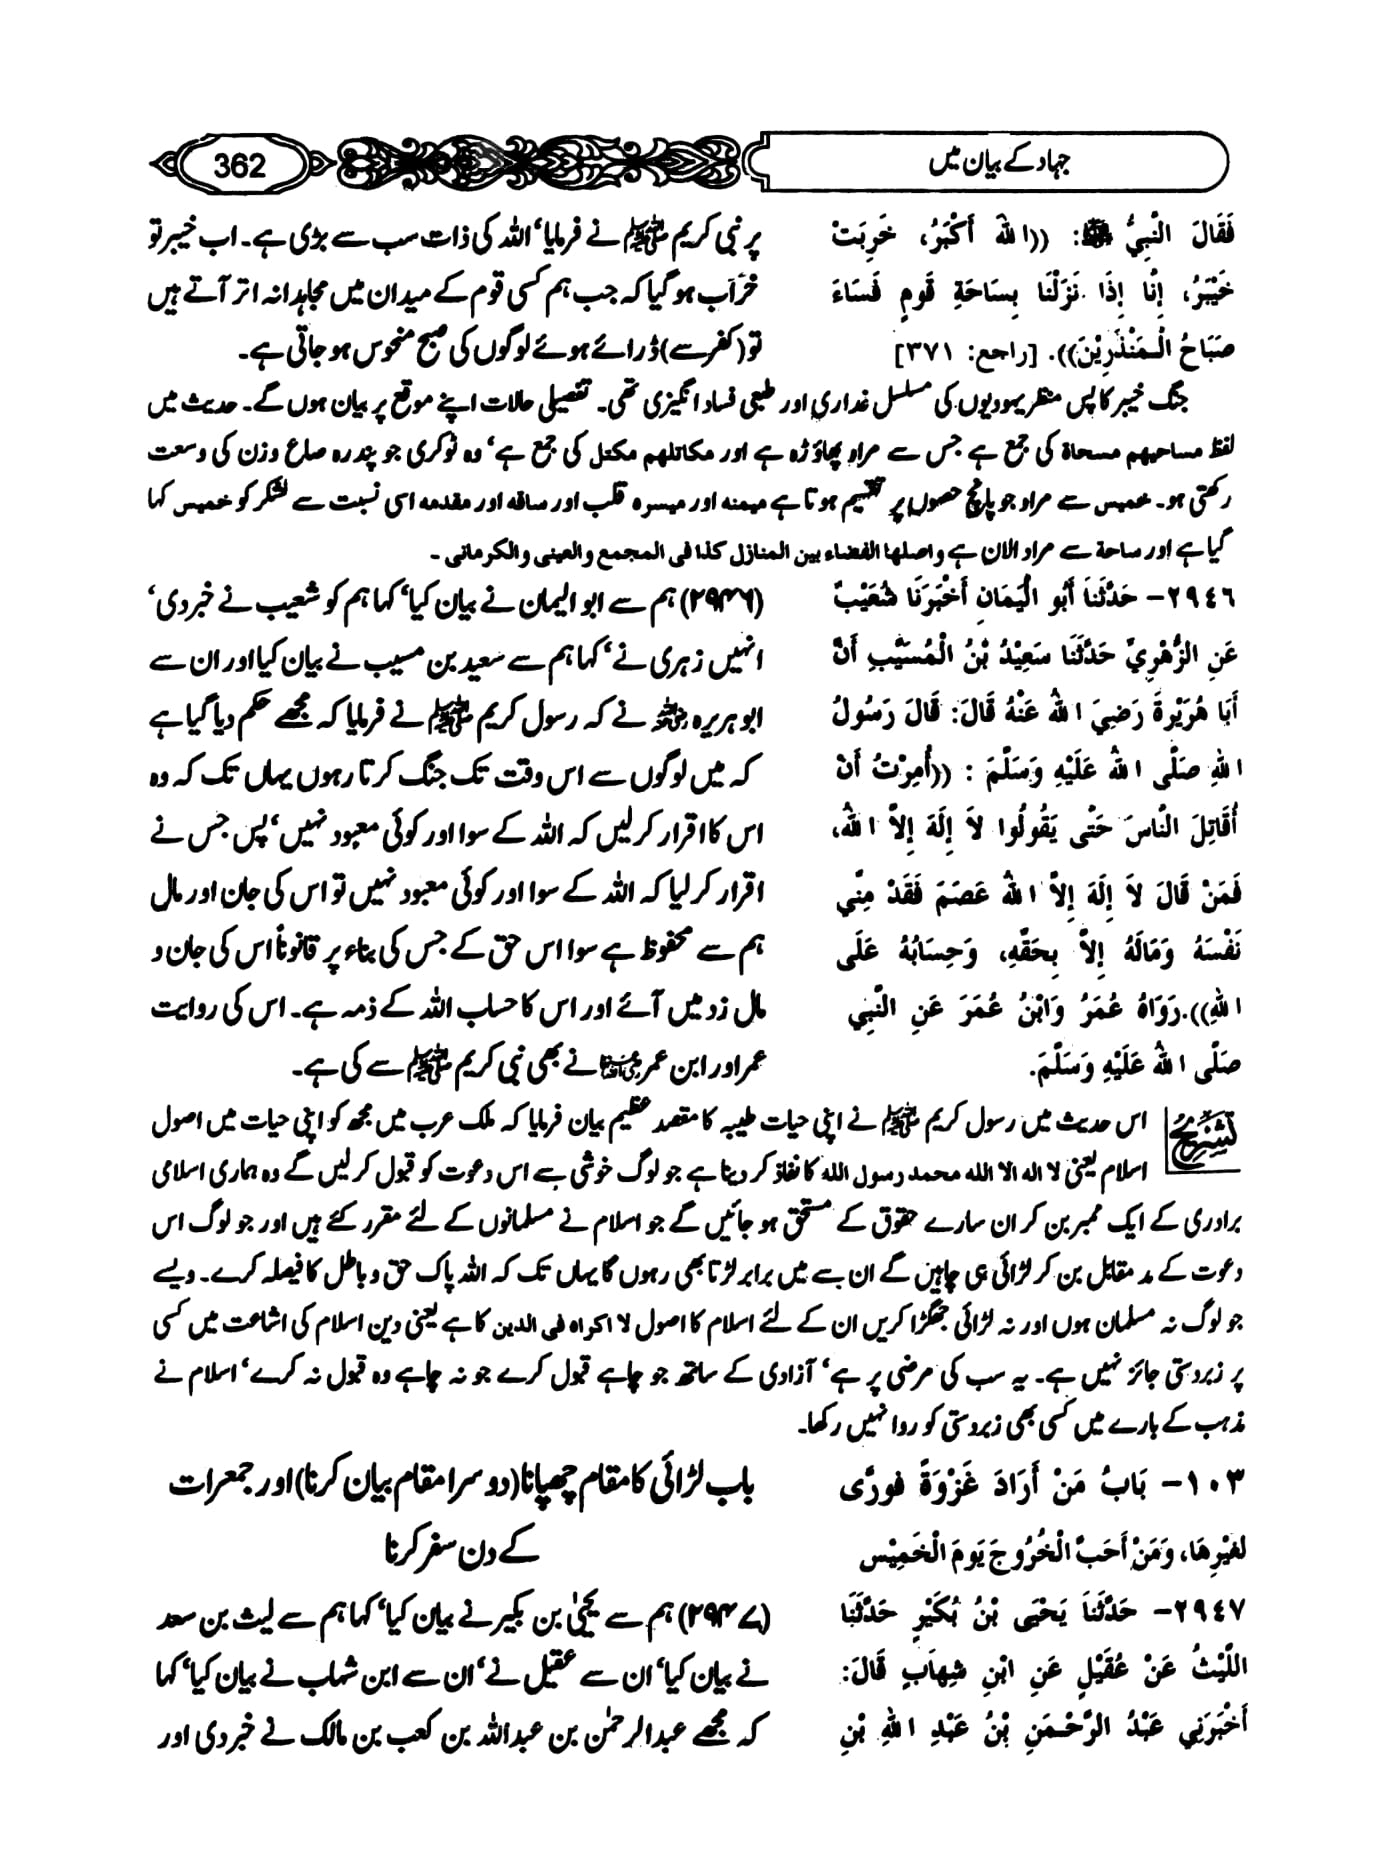 جہاد کے بیان میں
362
فَقَالَ النَّبِيُّ ﷺ: ((اللهُ أَكْبَرُ، خَرِبَتْ
خَيْبَرُ، إِنَّا إِذَا نَزَلْنَا بِسَاحَةِ قَومٍ فَسَاءَ
صَبَاحُ الْـمُنْذَرِيْنَ)). [راجع: ٣٧١]
پر نبی کریم ﷺ نے فرمایا‘ اللہ کی ذات سب سے بڑی ہے۔ اب خیبر تو
خراب ہو گیا کہ جب ہم کسی قوم کے میدان میں مجاہدانہ اتر آتے ہیں
تو (کفر سے) ڈرائے ہوئے لوگوں کی صبح منحوس ہو جاتی ہے۔
جنگ خیبر کا پس منظر یہودیوں کی مسلسل غداری اور طبعی فساد انگیزی تھی۔ تفصیلی حالات اپنے موقع پر بیان ہوں گے۔ حدیث میں
لفظ مساحیهم مسحاة کی جمع ہے جس سے مراد پھاؤڑہ ہے اور مکاتلهم مکتل کی جمع ہے‘ وہ ٹوکری جو پندرہ صاع وزن کی وسعت
رکھتی ہو۔ خمیس سے مراد جو پانچ حصوں پر تقسیم ہوتا ہے میمنہ اور میسرہ قلب اور ساقہ اور مقدمہ اسی نسبت سے لشکر کو خمیس کہا
گیا ہے اور ساحة سے مراد الان ہے واصلها الفضاء بین المنازل کذا فی المجمع والعینی والکرمانی۔
٢٩٤٦- حَدَّثَنَا أَبُو الْيَمَانِ أَخْبَرَنَا شُعَيْبٌ
عَنِ الزُّهْرِيِّ حَدَّثَنَا سَعِيْدُ بْنُ الْمُسَيَّبِ أَنَّ
أَبَا هُرَيْرَةَ رَضِيَ اللهُ عَنْهُ قَالَ: قَالَ رَسُولُ
اللهِ صَلَّى اللهُ عَلَيْهِ وَسَلَّمَ : ((أُمِرْتُ أَنْ
أُقَاتِلَ النَّاسَ حَتَّى يَقُولُوا لاَ إِلَهَ إِلاَّ اللهُ،
فَمَنْ قَالَ لاَ إِلَهَ إِلاَّ اللهُ عَصَمَ فَقَدْ مِنِّي
نَفْسَهُ وَمَالَهُ إِلاَّ بِحَقِّهِ، وَحِسَابُهُ عَلَى
اللهِ)).رَوَاهُ عُمَرُ وَابْنُ عُمَرَ عَنِ النَّبِيِّ
صَلَّى اللهُ عَلَيْهِ وَسَلَّمَ.
(۲۹۴۶) ہم سے ابوالیمان نے بیان کیا‘ کہا ہم کو شعیب نے خبر دی‘
انہیں زہری نے‘ کہا ہم سے سعید بن مسیب نے بیان کیا اور ان سے
ابو ہریرہ رضی اللہ عنہ نے کہ رسول کریم ﷺ نے فرمایا کہ مجھے حکم دیا گیا ہے
کہ میں لوگوں سے اس وقت تک جنگ کرتا رہوں یہاں تک کہ وہ
اس کا اقرار کر لیں کہ اللہ کے سوا اور کوئی معبود نہیں‘ پس جس نے
اقرار کر لیا کہ اللہ کے سوا اور کوئی معبود نہیں تو اس کی جان اور مال
ہم سے محفوظ ہے سوا اس حق کے جس کی بناء پر قانوناً اس کی جان و
مال زد میں آئے اور اس کا حساب اللہ کے ذمہ ہے۔ اس کی روایت
عمر اور ابن عمر رضی اللہ عنہما نے بھی نبی کریم ﷺ سے کی ہے۔
تشریح اس حدیث میں رسول کریم ﷺ نے اپنی حیات طیبہ کا مقصد عظیم بیان فرمایا کہ ملک عرب میں مجھ کو اپنی حیات میں اصول
اسلام یعنی لا اله الا الله محمد رسول الله کا نفاذ کر دینا ہے جو لوگ خوشی سے اس دعوت کو قبول کر لیں گے وہ ہماری اسلامی
برادری کے ایک ممبر بن کر ان سارے حقوق کے مستحق ہو جائیں گے جو اسلام نے مسلمانوں کے لئے مقرر کئے ہیں اور جو لوگ اس
دعوت کے مد مقابل بن کر لڑائی ہی چاہیں گے ان سے میں برابر لڑتا بھی رہوں گا یہاں تک کہ اللہ پاک حق و باطل کا فیصلہ کرے۔ ویسے
جو لوگ نہ مسلمان ہوں اور نہ لڑائی جھگڑا کریں ان کے لئے اسلام کا اصول لا اکراه فی الدین کا ہے یعنی دین اسلام کی اشاعت میں کسی
پر زبردستی جائز نہیں ہے۔ یہ سب کی مرضی پر ہے‘ آزادی کے ساتھ جو چاہے قبول کرے جو نہ چاہے وہ قبول نہ کرے‘ اسلام نے
مذہب کے بارے میں کسی بھی زبردستی کو روا نہیں رکھا۔
١٠٣- بَابُ مَنْ أَرَادَ غَزْوَةً فورَّى
لغيْرِهَا، وَمَنْ أَحَبَّ الْخُرُوجَ يَومَ الْخَمِيْس
باب لڑائی کا مقام چھپانا (دوسرا مقام بیان کرنا) اور جمعرات
کے دن سفر کرنا
٢٩٤٧- حَدَّثَنَا يَحْيَى بْنُ بُكَيْرٍ حَدَّثَنَا
اللَّيْثُ عَنْ عُقَيْلٍ عَنِ ابْنِ شِهَابٍ قَالَ:
أَخْبَرَنِي عَبْدُ الرَّحْـمَنِ بْنُ عَبْدِ اللهِ بْنِ
(۲۹۴۷) ہم سے یحییٰ بن بکیر نے بیان کیا‘ کہا ہم سے لیث بن سعد
نے بیان کیا‘ ان سے عقیل نے‘ ان سے ابن شہاب نے بیان کیا‘ کہا
کہ مجھے عبدالرحمٰن بن عبداللہ بن کعب بن مالک نے خبر دی اور